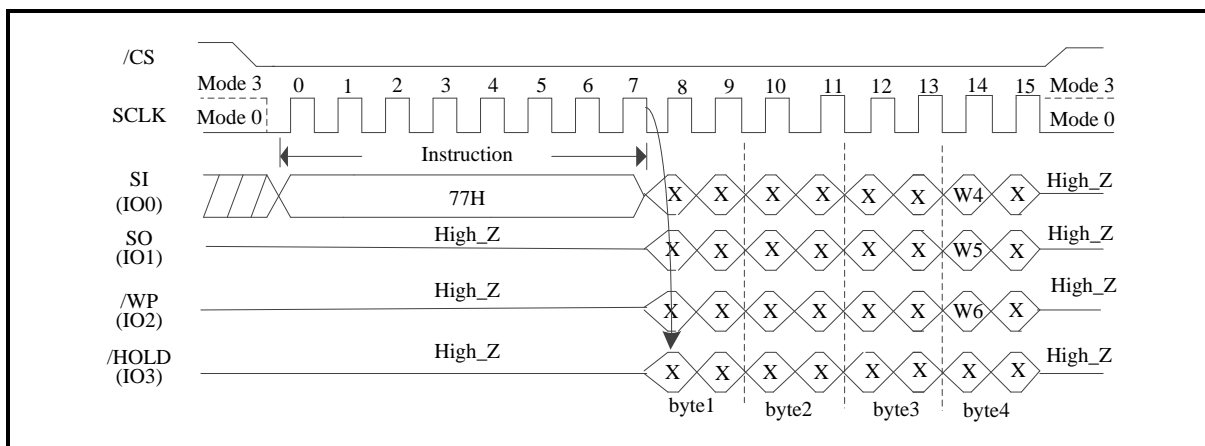 /CS
Mode 3 0 1 2 3 4 5 6 7 8 9 10 11 12 13 14 15 Mode 3
SCLK Mode 0 Mode 0
Instruction
SI
(IO0)
77H X X X X X X W4 X High_Z
SO
(IO1)
High_Z X X X X X X W5 X High_Z
/WP
(IO2)
High_Z X X X X X X W6 X High_Z
/HOLD
(IO3)
High_Z X X X X X X X X High_Z
byte1 byte2 byte3 byte4